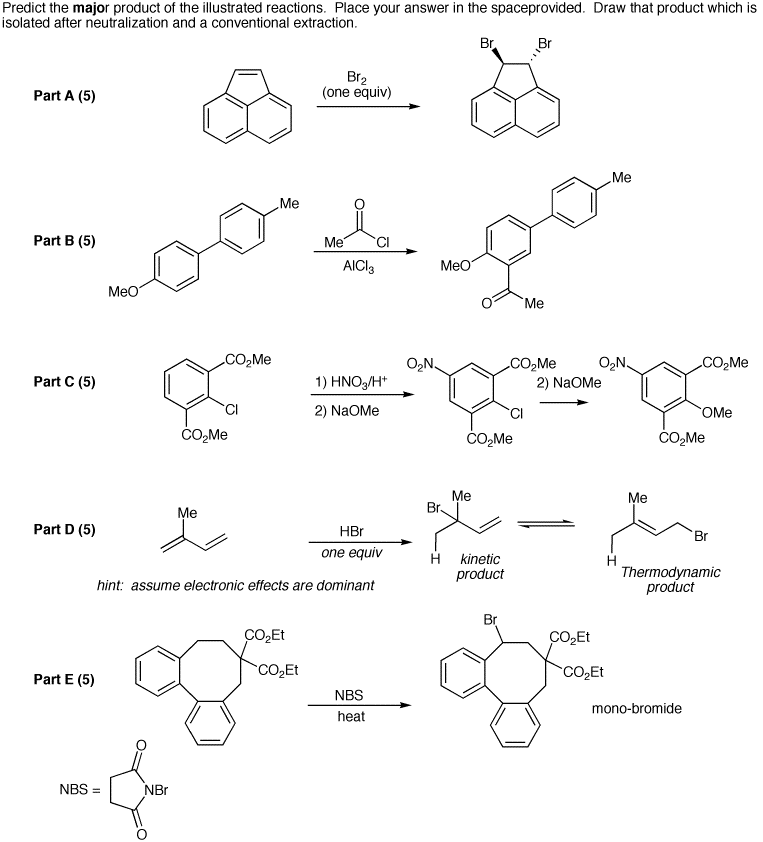 Predict the major product of the illustrated reactions. Place your answer in the spaceprovided. Draw that product which is
isolated after neutralization and a conventional extraction.
Part A (5)
Br2
(one equiv)
Br
Br
Part B (5)
Me
MeO
O
Me
Cl
AlCl3
Me
MeO
O
Me
Part C (5)
CO2Me
Cl
CO2Me
1) HNO3/H+
2) NaOMe
O2N
CO2Me
Cl
CO2Me
2) NaOMe
O2N
CO2Me
OMe
CO2Me
Part D (5)
Me
HBr
one equiv
Br
Me
H
kinetic
product
Me
Br
H
Thermodynamic
product
hint: assume electronic effects are dominant
Part E (5)
CO2Et
CO2Et
NBS
heat
Br
CO2Et
CO2Et
mono-bromide
NBS =
O
NBr
O